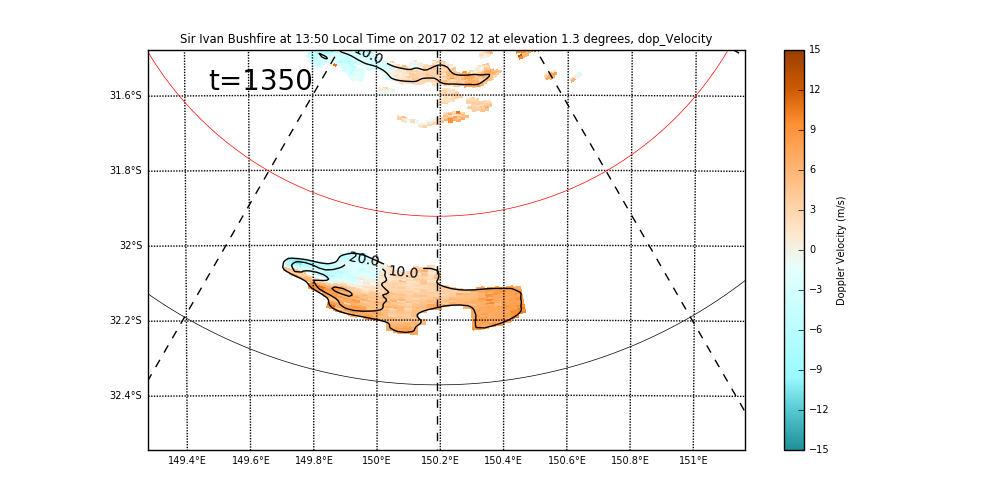 Sir Ivan Bushfire at 13:50 Local Time on 2017 02 12 at elevation 1.3 degrees, dop_Velocity
t=1350
10.0
20.0
10.0
31.6°S
31.8°S
32°S
32.2°S
32.4°S
149.4°E 149.6°E 149.8°E 150°E 150.2°E 150.4°E 150.6°E 150.8°E 151°E
15
12
9
6
3
0
−3
−6
−9
−12
−15
Doppler Velocity (m/s)